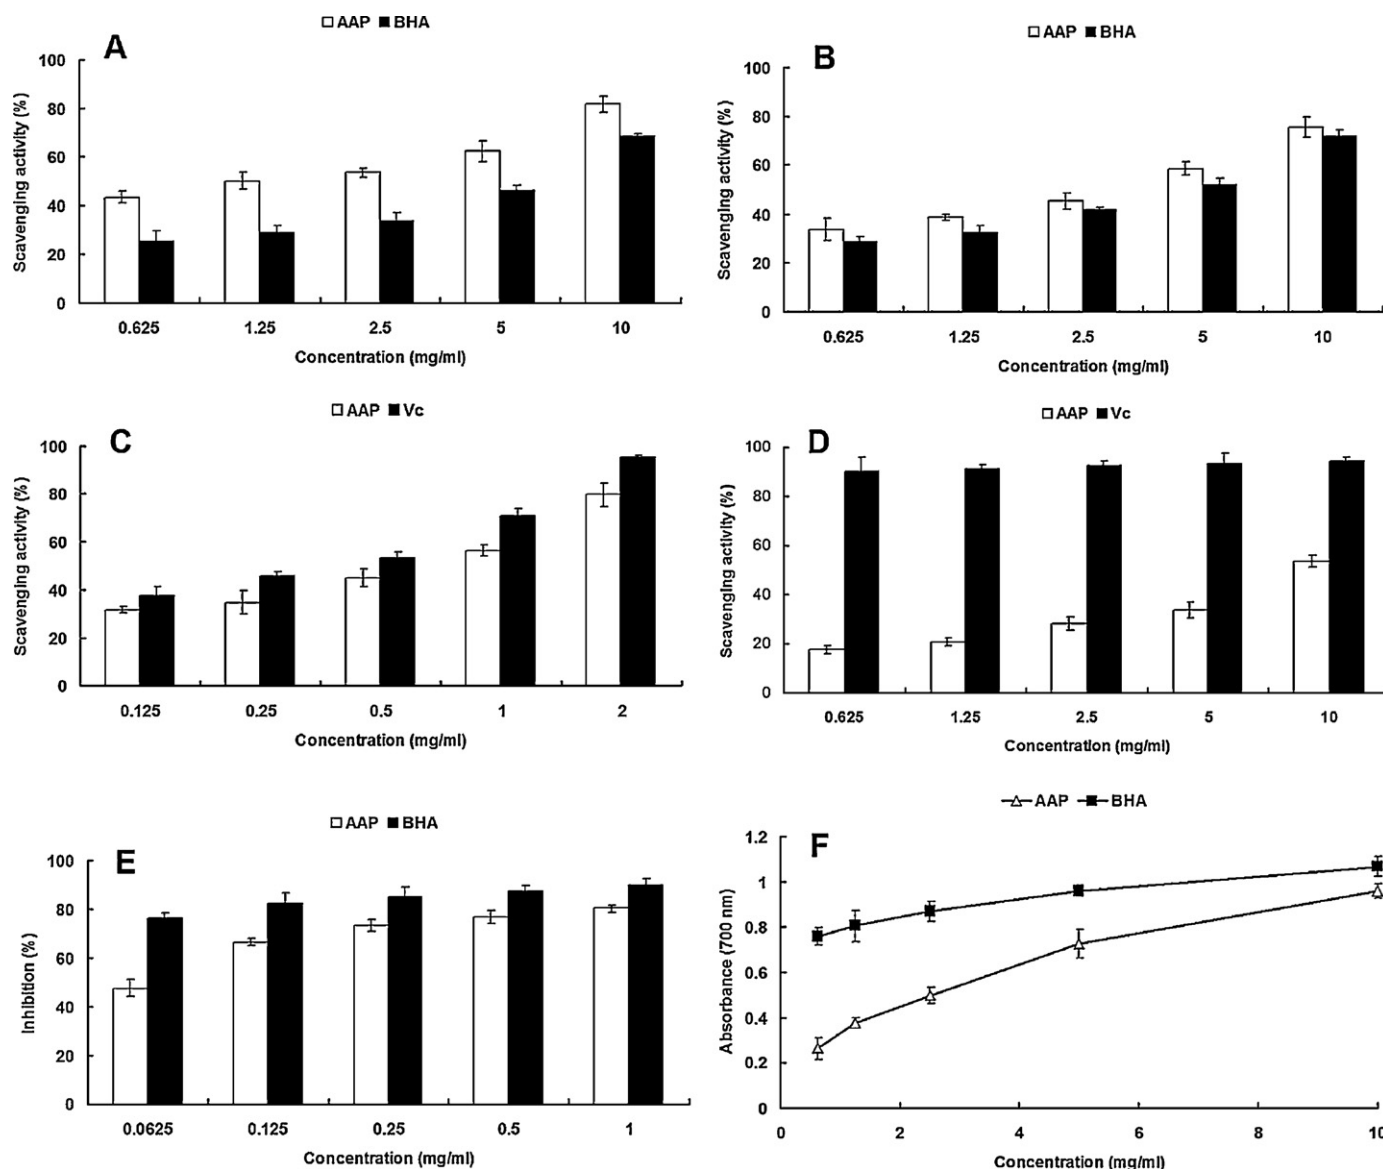 AAP BHA
A
Scavenging activity (%)
100
80
60
40
20
0
0.625 1.25 2.5 5 10
Concentration (mg/ml)
AAP BHA
B
Scavenging activity (%)
100
80
60
40
20
0
0.625 1.25 2.5 5 10
Concentration (mg/ml)
AAP Vc
C
Scavenging activity (%)
100
80
60
40
20
0
0.125 0.25 0.5 1 2
Concentration (mg/ml)
AAP Vc
D
Scavenging activity (%)
100
80
60
40
20
0
0.625 1.25 2.5 5 10
Concentration (mg/ml)
AAP BHA
E
Inhibition (%)
100
80
60
40
20
0
0.0625 0.125 0.25 0.5 1
Concentration (mg/ml)
AAP BHA
F
Absorbance (700 nm)
1.2
1
0.8
0.6
0.4
0.2
0
0 2 4 6 8 10
Concentration (mg/ml)